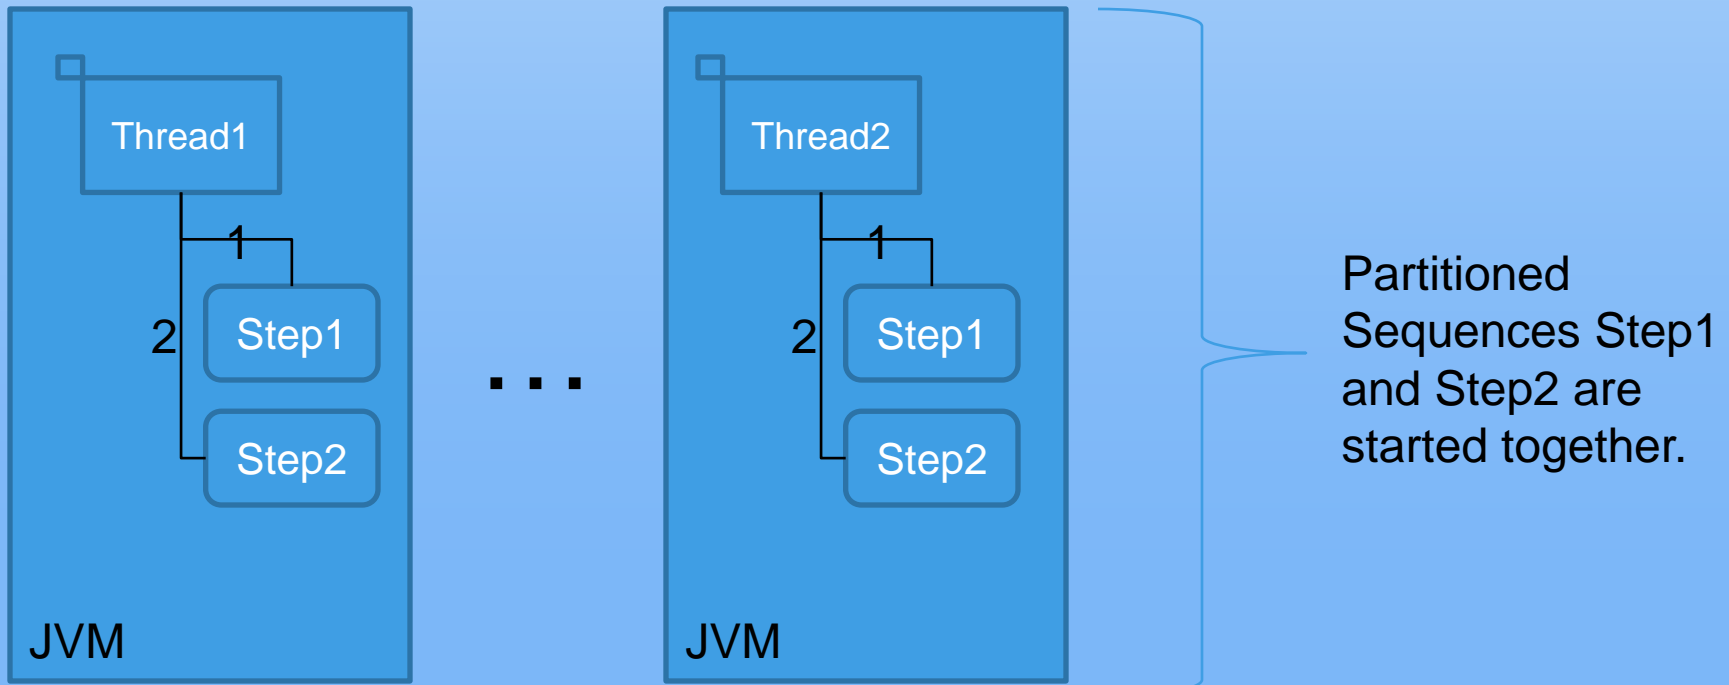 Thread1
1
2
Step1
Step2
JVM
...
Thread2
1
2
Step1
Step2
JVM
Partitioned
Sequences Step1
and Step2 are
started together.